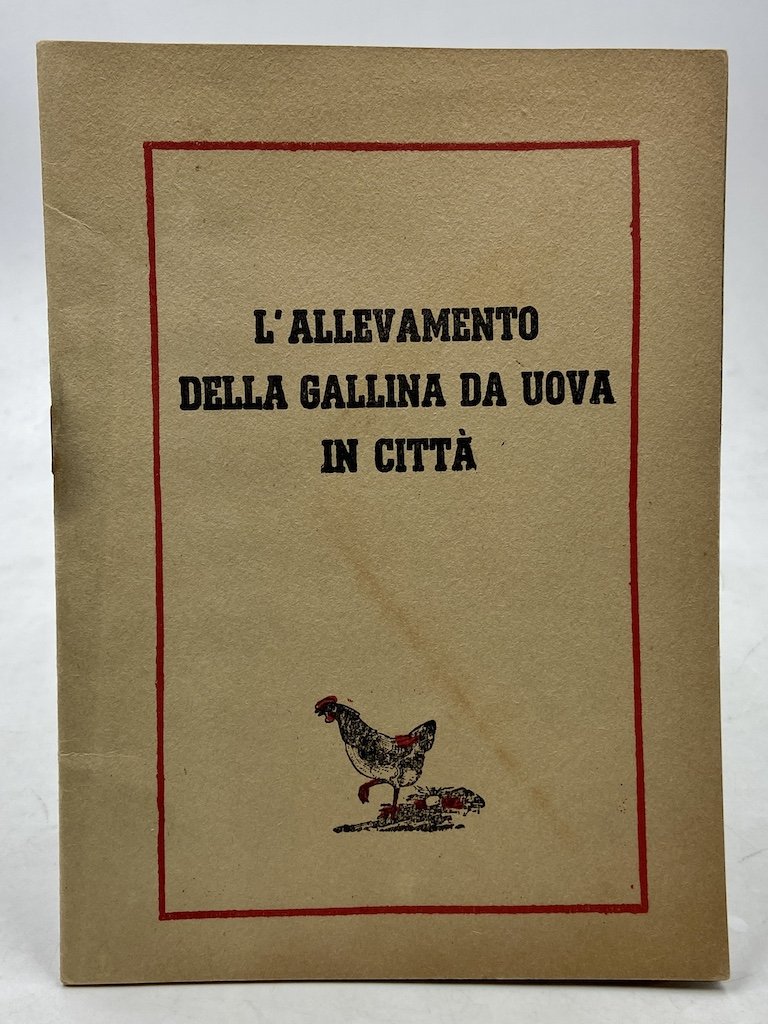 L'ALLEVAMENTO
DELLA GALLINA DA UOVA
IN CITTÀ